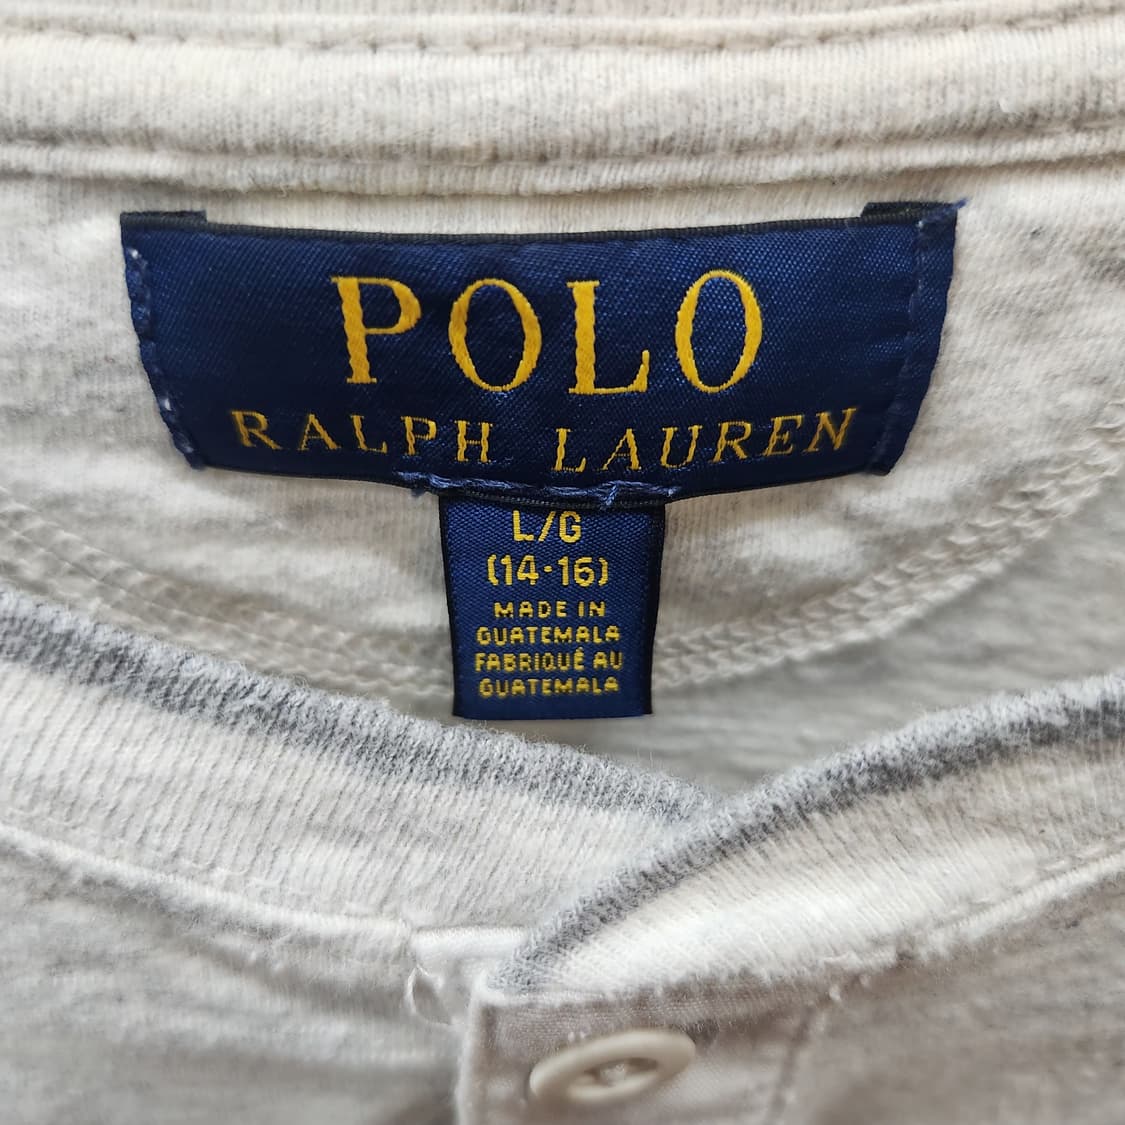 POLO
RALPH LAUREN
L/G
(14·16)
MADE IN
GUATEMALA
FABRIQUÉ AU
GUATEMALA